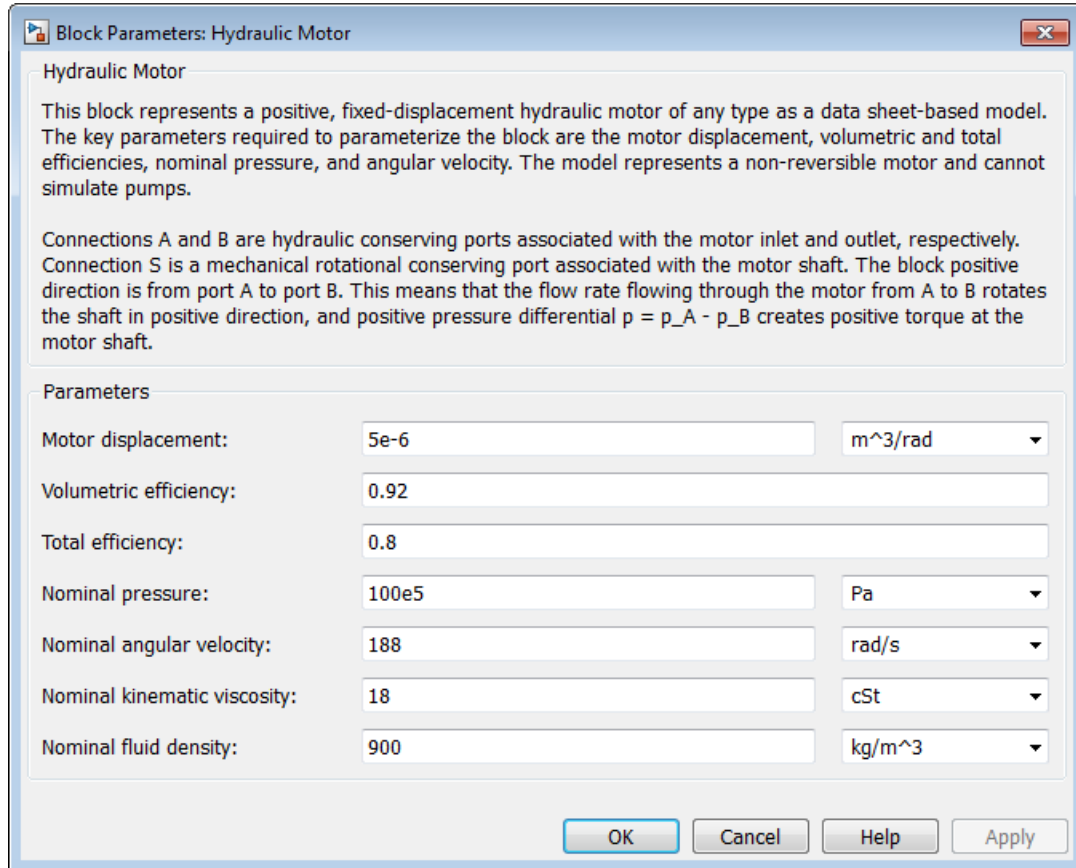 Block Parameters: Hydraulic Motor
Hydraulic Motor
This block represents a positive, fixed-displacement hydraulic motor of any type as a data sheet-based model.
The key parameters required to parameterize the block are the motor displacement, volumetric and total
efficiencies, nominal pressure, and angular velocity. The model represents a non-reversible motor and cannot
simulate pumps.
Connections A and B are hydraulic conserving ports associated with the motor inlet and outlet, respectively.
Connection S is a mechanical rotational conserving port associated with the motor shaft. The block positive
direction is from port A to port B. This means that the flow rate flowing through the motor from A to B rotates
the shaft in positive direction, and positive pressure differential p = p_A - p_B creates positive torque at the
motor shaft.
Parameters
Motor displacement: 5e-6 m^3/rad
Volumetric efficiency: 0.92
Total efficiency: 0.8
Nominal pressure: 100e5 Pa
Nominal angular velocity: 188 rad/s
Nominal kinematic viscosity: 18 cSt
Nominal fluid density: 900 kg/m^3
OK Cancel Help Apply